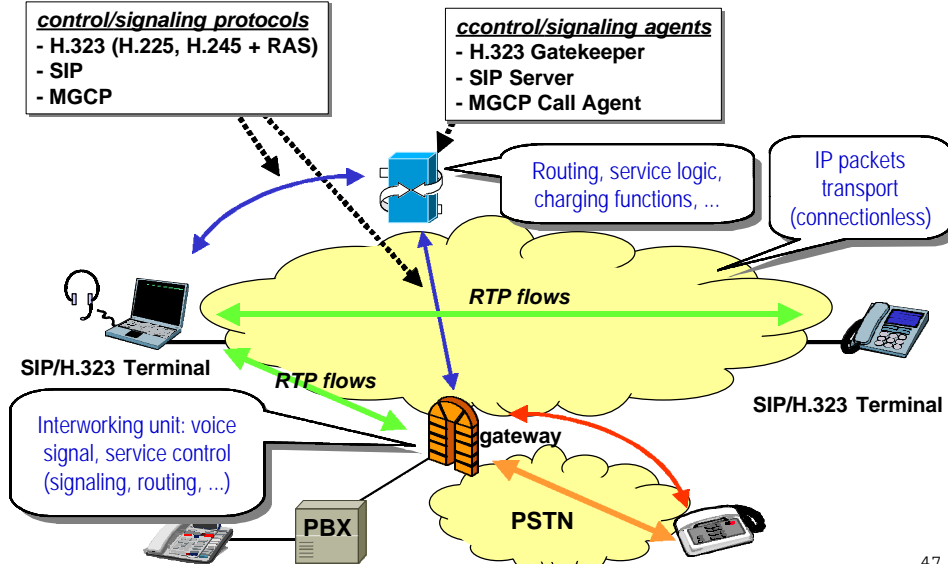 control/signaling protocols
- H.323 (H.225, H.245 + RAS)
- SIP
- MGCP
ccontrol/signaling agents
- H.323 Gatekeeper
- SIP Server
- MGCP Call Agent
Routing, service logic,
charging functions, ...
IP packets
transport
(connectionless)
RTP flows
SIP/H.323 Terminal
RTP flows
SIP/H.323 Terminal
Interworking unit: voice
signal, service control
(signaling, routing, ...)
gateway
PBX
PSTN
47